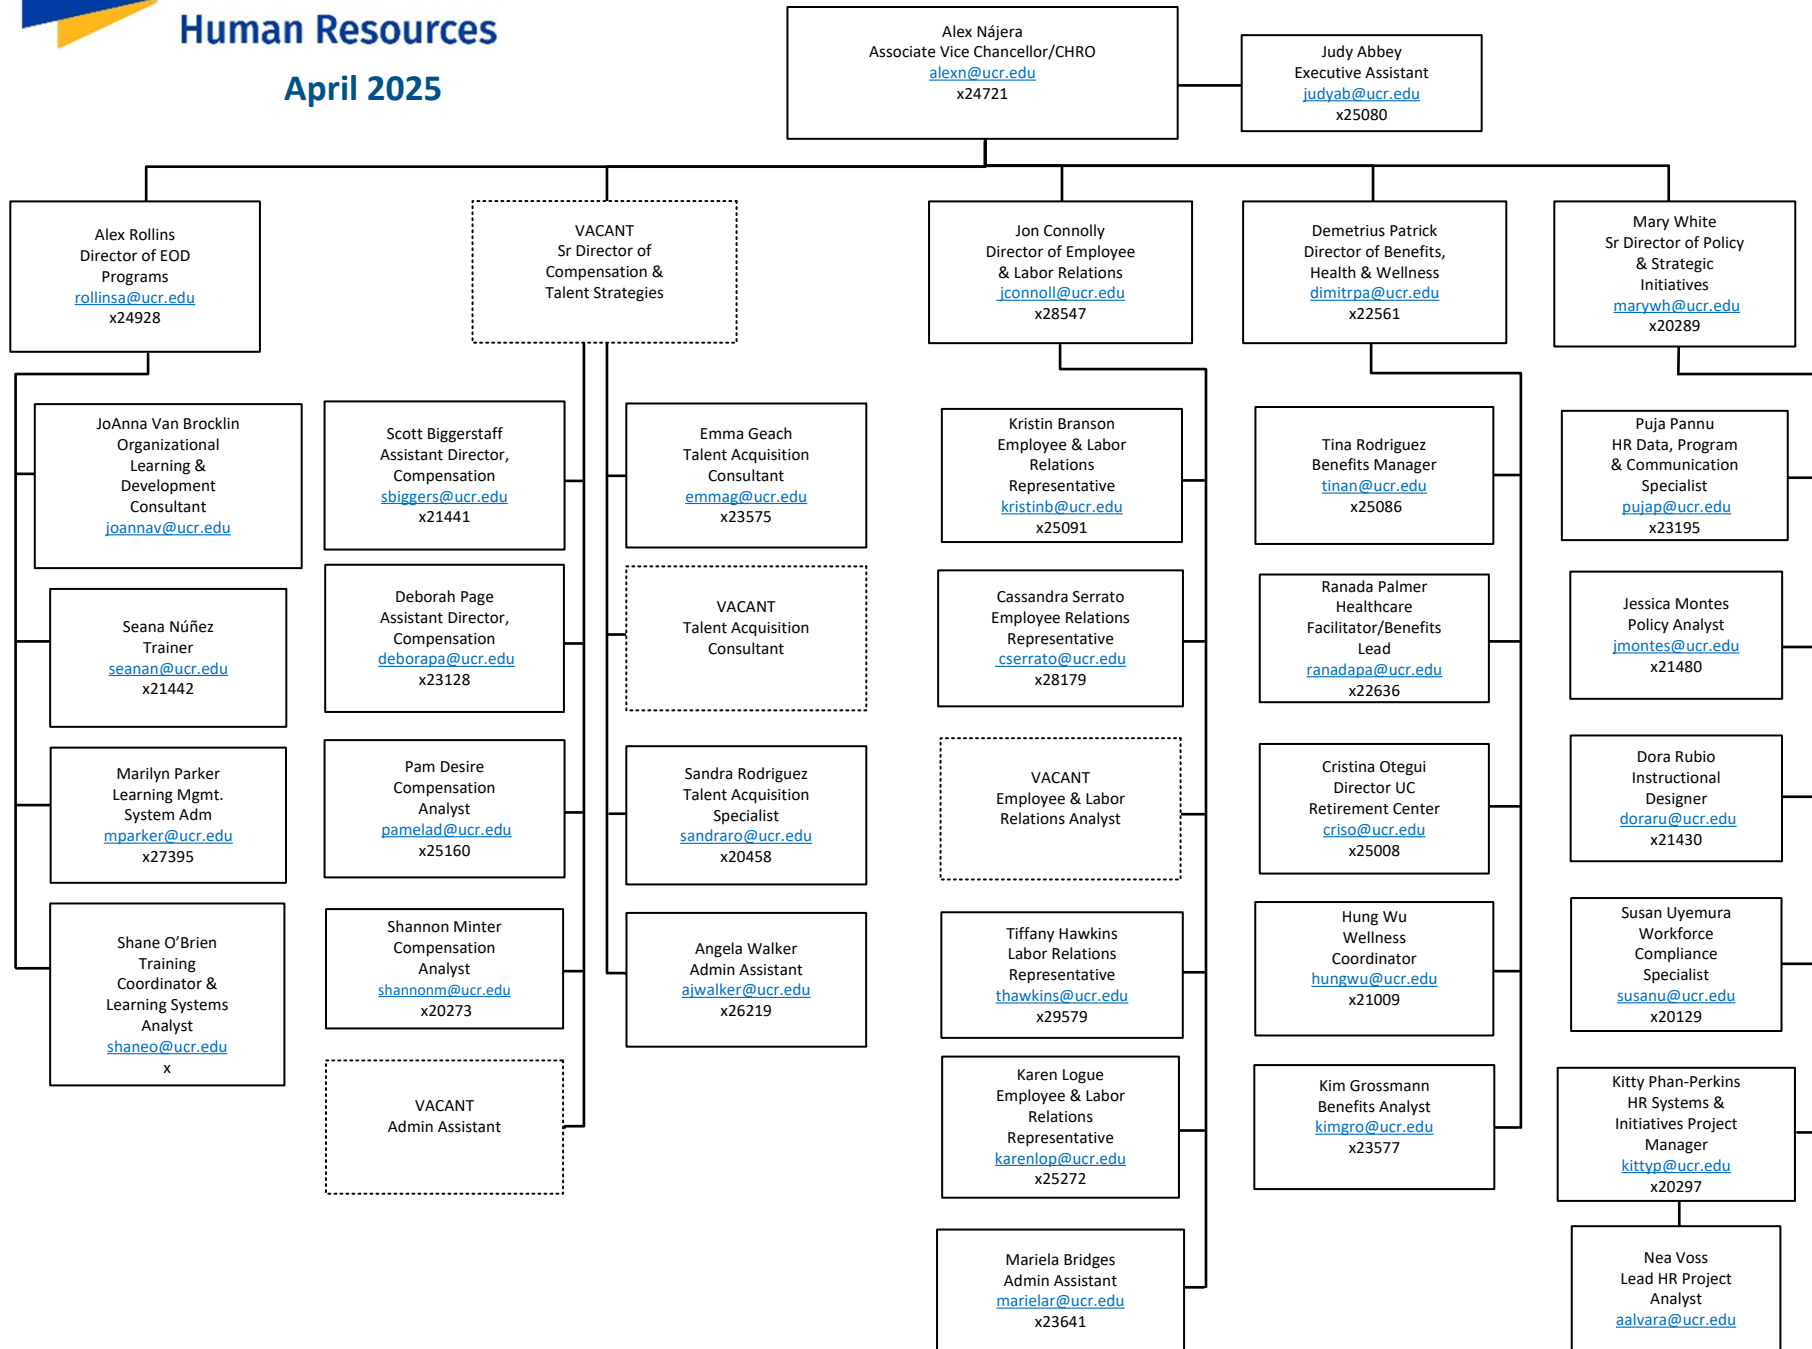 Human Resources
April 2025
Alex Nájera
Associate Vice Chancellor/CHRO
alexn@ucr.edu
x24721
Judy Abbey
Executive Assistant
judyab@ucr.edu
x25080
Alex Rollins
Director of EOD
Programs
rollinsa@ucr.edu
x24928
VACANT
Sr Director of
Compensation &
Talent Strategies
Jon Connolly
Director of Employee
& Labor Relations
jconnoll@ucr.edu
x28547
Demetrius Patrick
Director of Benefits,
Health & Wellness
dimitrpa@ucr.edu
x22561
Mary White
Sr Director of Policy
& Strategic
Initiatives
marywh@ucr.edu
x20289
JoAnna Van Brocklin
Organizational
Learning &
Development
Consultant
joannav@ucr.edu
Seana Núñez
Trainer
seanan@ucr.edu
x21442
Marilyn Parker
Learning Mgmt.
System Adm
mparker@ucr.edu
x27395
Shane O’Brien
Training
Coordinator &
Learning Systems
Analyst
shaneo@ucr.edu
x
Scott Biggerstaff
Assistant Director,
Compensation
sbiggers@ucr.edu
x21441
Deborah Page
Assistant Director,
Compensation
deborapa@ucr.edu
x23128
Pam Desire
Compensation
Analyst
pamelad@ucr.edu
x25160
Shannon Minter
Compensation
Analyst
shannonm@ucr.edu
x20273
VACANT
Admin Assistant
Emma Geach
Talent Acquisition
Consultant
emmag@ucr.edu
x23575
VACANT
Talent Acquisition
Consultant
Sandra Rodriguez
Talent Acquisition
Specialist
sandraro@ucr.edu
x20458
Angela Walker
Admin Assistant
ajwalker@ucr.edu
x26219
Kristin Branson
Employee & Labor
Relations
Representative
kristinb@ucr.edu
x25091
Cassandra Serrato
Employee Relations
Representative
cserrato@ucr.edu
x28179
VACANT
Employee & Labor
Relations Analyst
Tiffany Hawkins
Labor Relations
Representative
thawkins@ucr.edu
x29579
Karen Logue
Employee & Labor
Relations
Representative
karenlop@ucr.edu
x25272
Mariela Bridges
Admin Assistant
marielar@ucr.edu
x23641
Tina Rodriguez
Benefits Manager
tinan@ucr.edu
x25086
Ranada Palmer
Healthcare
Facilitator/Benefits
Lead
ranadapa@ucr.edu
x22636
Cristina Otegui
Director UC
Retirement Center
criso@ucr.edu
x25008
Hung Wu
Wellness
Coordinator
hungwu@ucr.edu
x21009
Kim Grossmann
Benefits Analyst
kimgro@ucr.edu
x23577
Puja Pannu
HR Data, Program
& Communication
Specialist
pujap@ucr.edu
x23195
Jessica Montes
Policy Analyst
jmontes@ucr.edu
x21480
Dora Rubio
Instructional
Designer
doraru@ucr.edu
x21430
Susan Uyemura
Workforce
Compliance
Specialist
susanu@ucr.edu
x20129
Kitty Phan-Perkins
HR Systems &
Initiatives Project
Manager
kittyp@ucr.edu
x20297
Nea Voss
Lead HR Project
Analyst
aalvara@ucr.edu